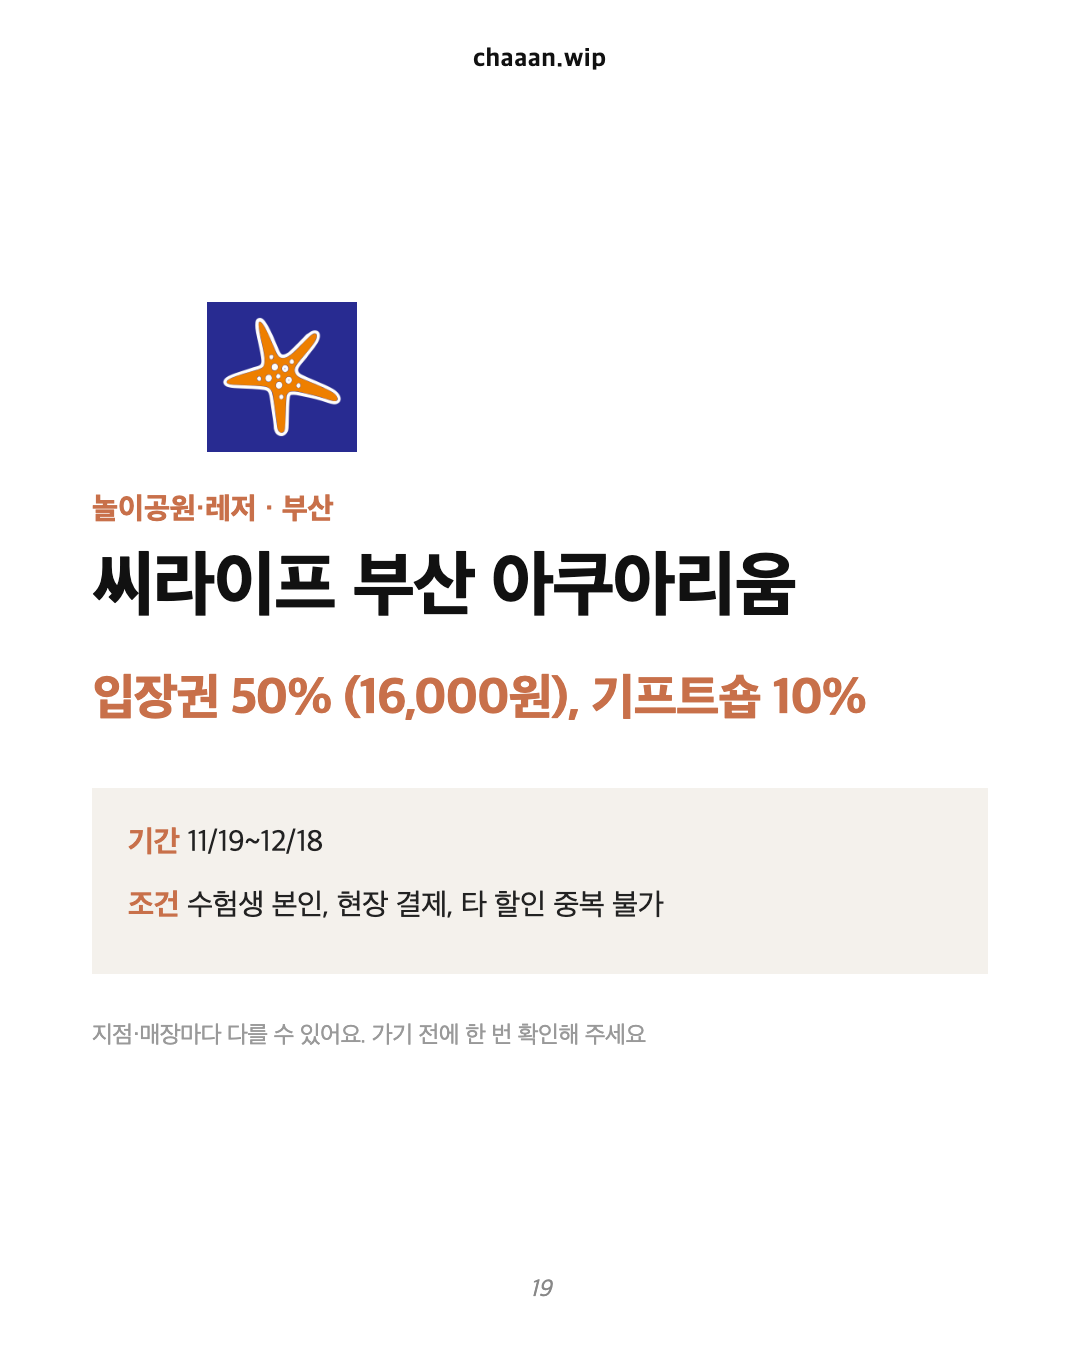 chaaan.wip
놀이공원·레저 · 부산
씨라이프 부산 아쿠아리움
입장권 50% (16,000원), 기프트숍 10%
기간 11/19~12/18
조건 수험생 본인, 현장 결제, 타 할인 중복 불가
지점·매장마다 다를 수 있어요. 가기 전에 한 번 확인해 주세요
19